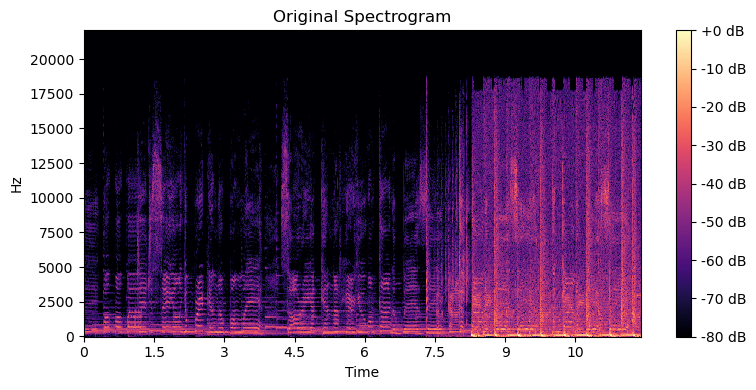 Original Spectrogram
Hz
20000
17500
15000
12500
10000
7500
5000
2500
0
0 1.5 3 4.5 6 7.5 9 10
Time
+0 dB
-10 dB
-20 dB
-30 dB
-40 dB
-50 dB
-60 dB
-70 dB
-80 dB